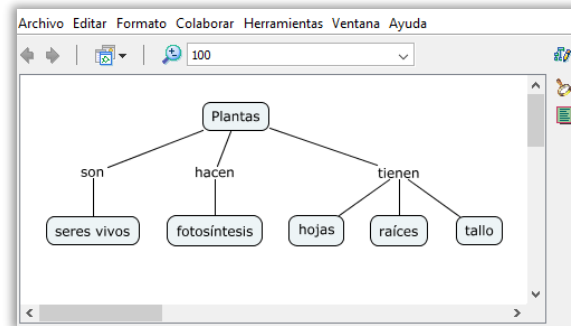 Archivo Editar Formato Colaborar Herramientas Ventana Ayuda
100
Plantas
son hacen tienen
seres vivos fotosíntesis hojas raíces tallo